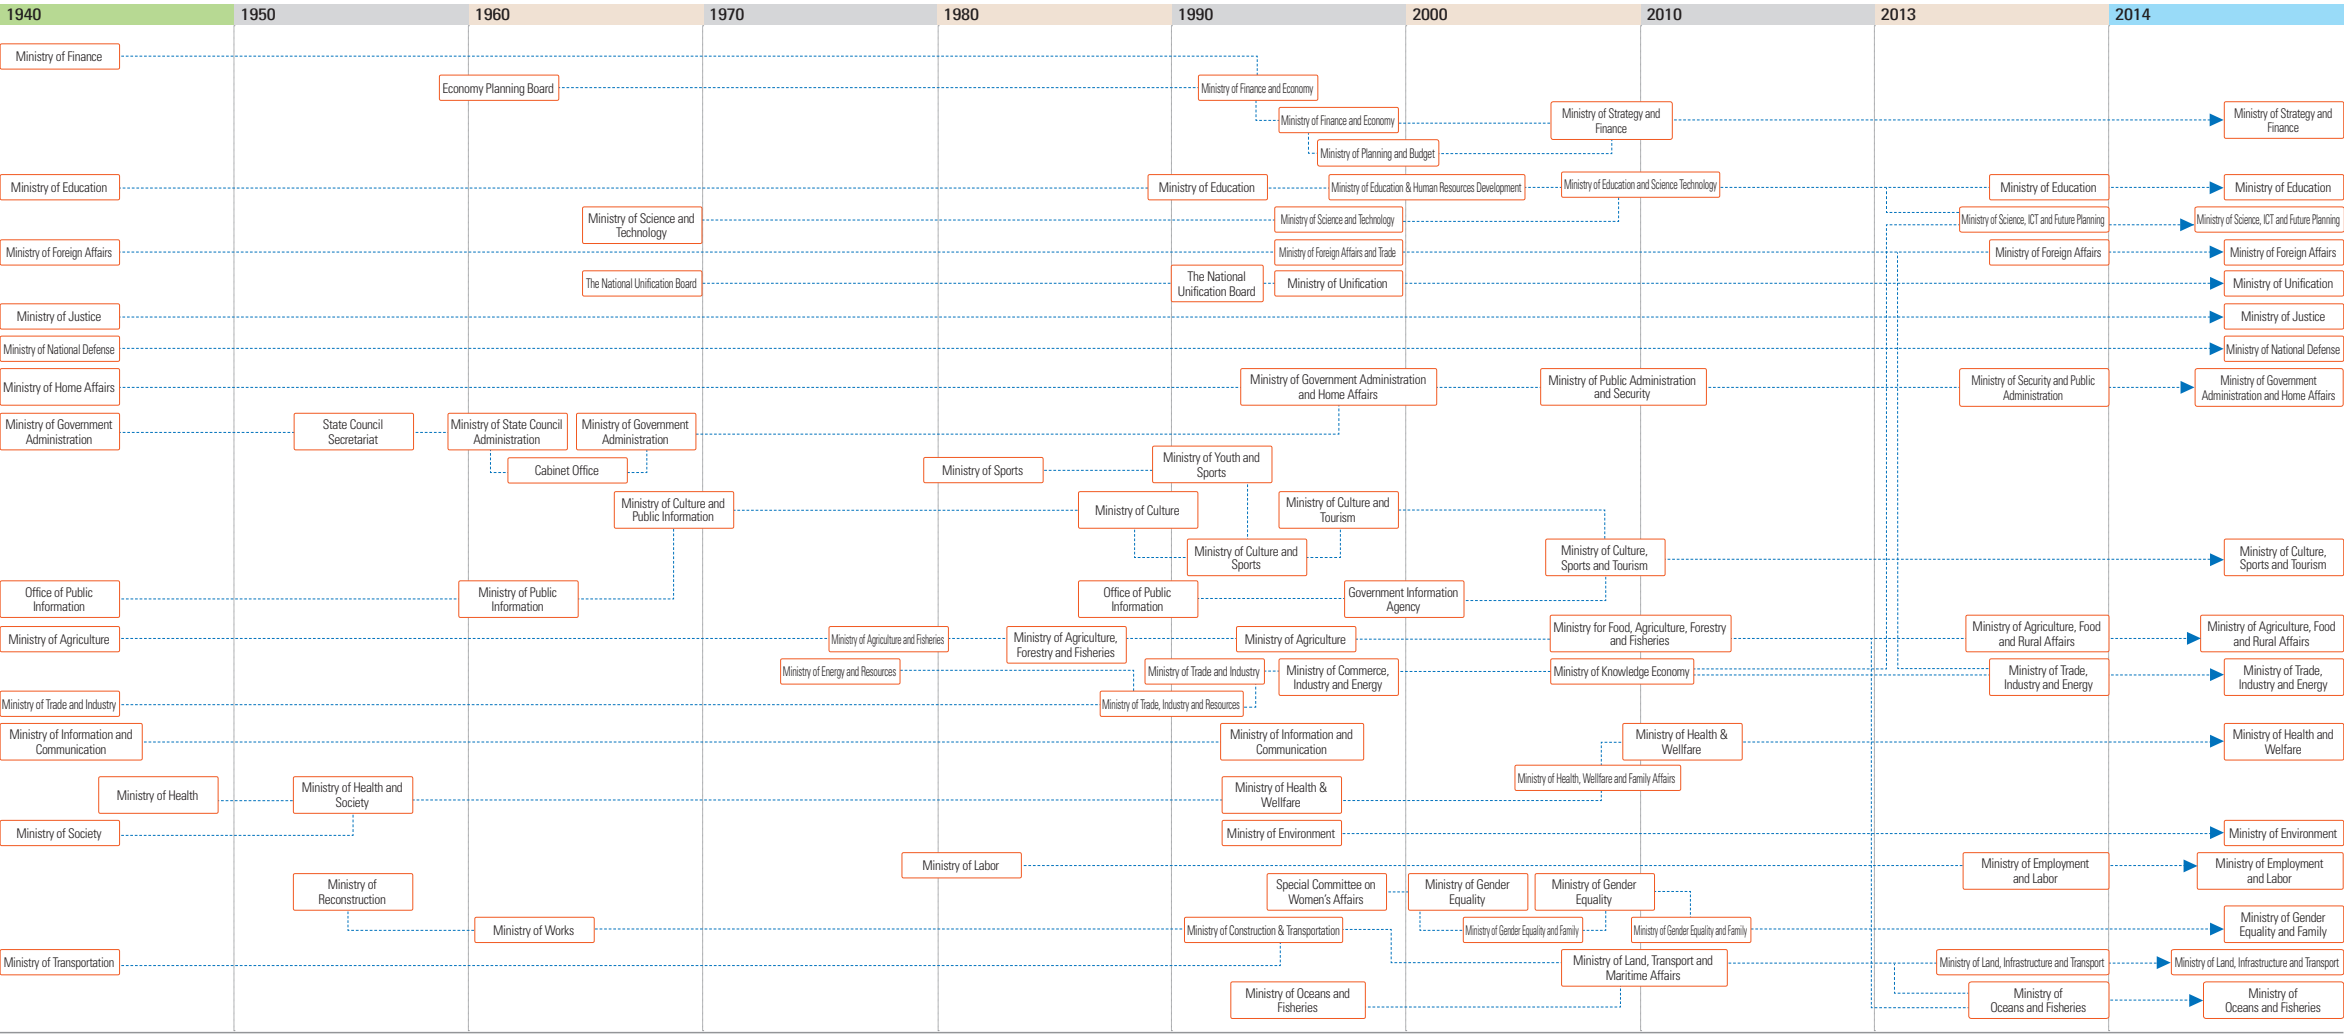 1940 1950 1960 1970 1980 1990 2000 2010 2013 2014
Ministry of Finance
Economy Planning Board
Ministry of Finance and Economy
Ministry of Finance and Economy
Ministry of Strategy and
Finance
Ministry of Strategy and
Finance
Ministry of Planning and Budget
Ministry of Education
Ministry of Education
Ministry of Education & Human Resources Development
Ministry of Education and Science Technology
Ministry of Education
Ministry of Education
Ministry of Science and
Technology
Ministry of Science and Technology
Ministry of Science, ICT and Future Planning
Ministry of Science, ICT and Future Planning
Ministry of Foreign Affairs
Ministry of Foreign Affairs and Trade
Ministry of Foreign Affairs
Ministry of Foreign Affairs
The National Unification Board
The National
Unification Board
Ministry of Unification
Ministry of Unification
Ministry of Justice
Ministry of Justice
Ministry of National Defense
Ministry of National Defense
Ministry of Home Affairs
Ministry of Government Administration
and Home Affairs
Ministry of Public Administration
and Security
Ministry of Security and Public
Administration
Ministry of Government
Administration and Home Affairs
Ministry of Government
Administration
State Council
Secretariat
Ministry of State Council
Administration
Ministry of Government
Administration
Cabinet Office
Ministry of Sports
Ministry of Youth and
Sports
Ministry of Culture and
Public Information
Ministry of Culture
Ministry of Culture and
Tourism
Ministry of Culture and
Sports
Ministry of Culture,
Sports and Tourism
Ministry of Culture,
Sports and Tourism
Office of Public
Information
Ministry of Public
Information
Office of Public
Information
Government Information
Agency
Ministry of Agriculture
Ministry of Agriculture and Fisheries
Ministry of Agriculture,
Forestry and Fisheries
Ministry of Agriculture
Ministry for Food, Agriculture, Forestry
and Fisheries
Ministry of Agriculture, Food
and Rural Affairs
Ministry of Agriculture, Food
and Rural Affairs
Ministry of Energy and Resources
Ministry of Trade and Industry
Ministry of Commerce,
Industry and Energy
Ministry of Knowledge Economy
Ministry of Trade,
Industry and Energy
Ministry of Trade,
Industry and Energy
Ministry of Trade and Industry
Ministry of Trade, Industry and Resources
Ministry of Information and
Communication
Ministry of Information and
Communication
Ministry of Health &
Wellfare
Ministry of Health and
Welfare
Ministry of Health, Wellfare and Family Affairs
Ministry of Health
Ministry of Health and
Society
Ministry of Health &
Wellfare
Ministry of Society
Ministry of Environment
Ministry of Environment
Ministry of Labor
Ministry of Employment
and Labor
Ministry of Employment
and Labor
Ministry of
Reconstruction
Special Committee on
Women's Affairs
Ministry of Gender
Equality
Ministry of Gender
Equality
Ministry of Works
Ministry of Construction & Transportation
Ministry of Gender Equality and Family
Ministry of Gender Equality and Family
Ministry of Gender
Equality and Family
Ministry of Transportation
Ministry of Land, Transport and
Maritime Affairs
Ministry of Land, Infrastructure and Transport
Ministry of Land, Infrastructure and Transport
Ministry of Oceans and
Fisheries
Ministry of
Oceans and Fisheries
Ministry of
Oceans and Fisheries